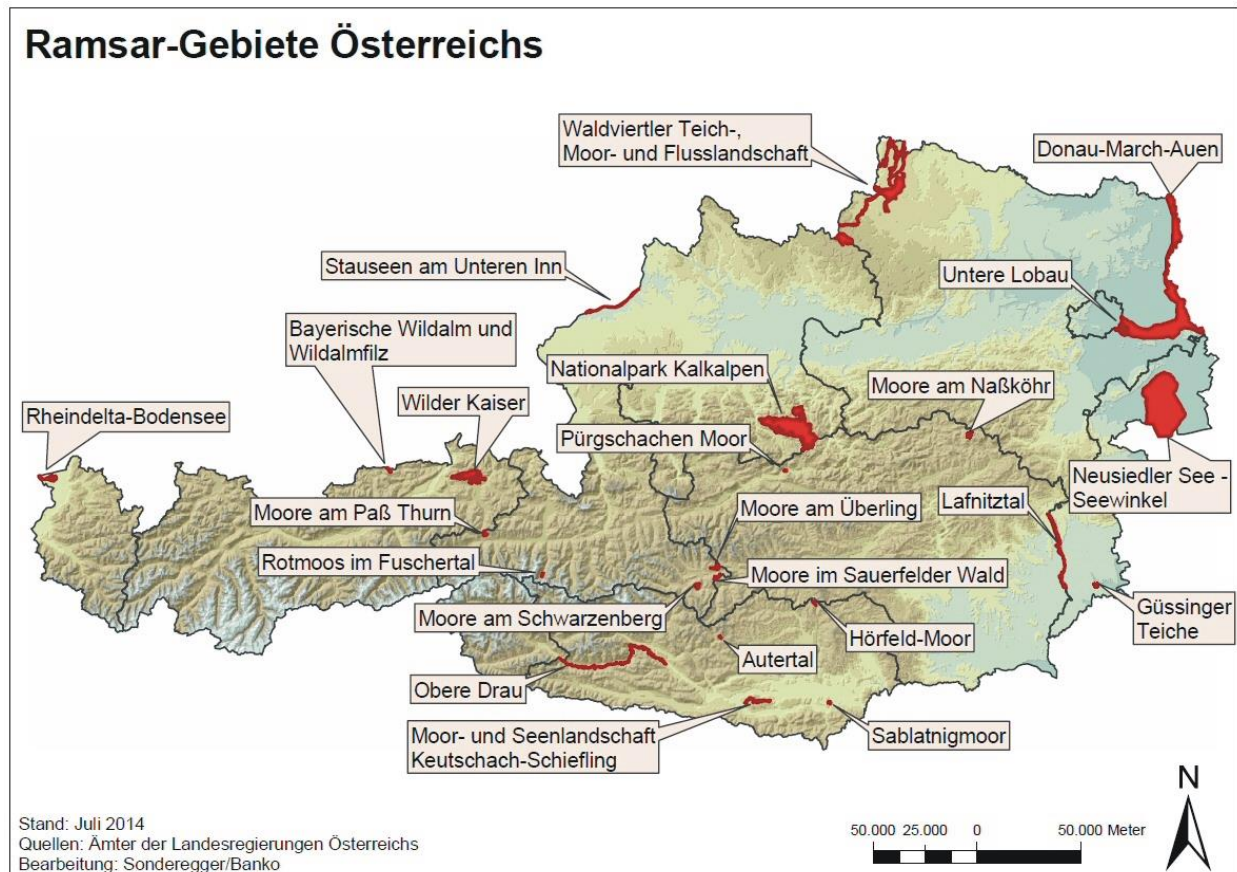 Ramsar-Gebiete Österreichs
Waldviertler Teich-,
Moor- und Flusslandschaft
Donau-March-Auen
Stauseen am Unteren Inn
Untere Lobau
Bayerische Wildalm und
Wildalmfilz
Nationalpark Kalkalpen
Moore am Naßköhr
Rheindelta-Bodensee
Wilder Kaiser
Pürgschachen Moor
Neusiedler See -
Seewinkel
Moore am Paß Thurn
Moore am Überling
Lafnitztal
Rotmoos im Fuschertal
Moore im Sauerfelder Wald
Moore am Schwarzenberg
Hörfeld-Moor
Güssinger
Teiche
Autertal
Obere Drau
Moor- und Seenlandschaft
Keutschach-Schiefling
Sablatnigmoor
N
Stand: Juli 2014
Quellen: Ämter der Landesregierungen Österreichs
Bearbeitung: Sonderegger/Banko
50.000 25.000 0 50.000 Meter